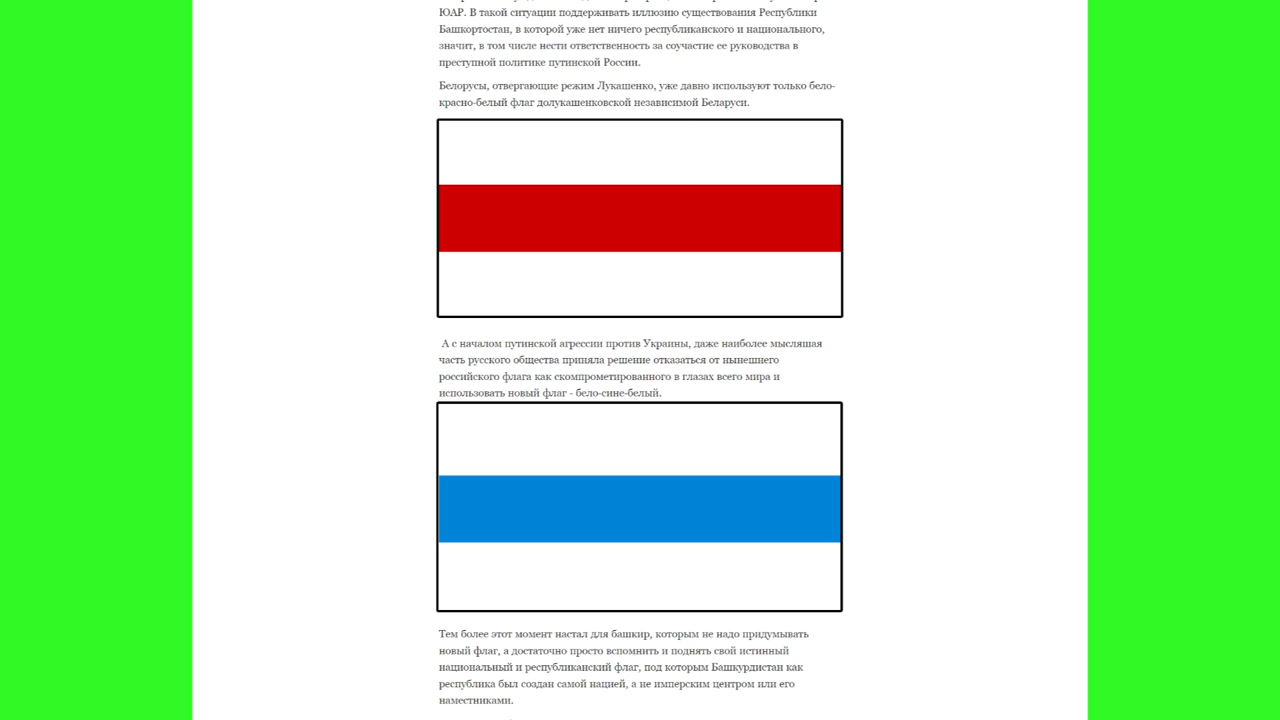 ЮАР. В такой ситуации поддерживать иллюзию существования Республики
Башкортостан, в которой уже нет ничего республиканского и национального,
значит, в том числе нести ответственность за соучастие ее руководства в
преступной политике путинской России.
Белорусы, отвергающие режим Лукашенко, уже давно используют только бело-
красно-белый флаг долукашенковской независимой Беларуси.
А с началом путинской агрессии против Украины, даже наиболее мыслящая
часть русского общества приняла решение отказаться от нынешнего
российского флага как скомпрометированного в глазах всего мира и
использовать новый флаг - бело-сине-белый.
Тем более этот момент настал для башкир, которым не надо придумывать
новый флаг, а достаточно просто вспомнить и поднять свой истинный
национальный и республиканский флаг, под которым Башкурдистан как
республика был создан самой нацией, а не имперским центром или его
наместниками.